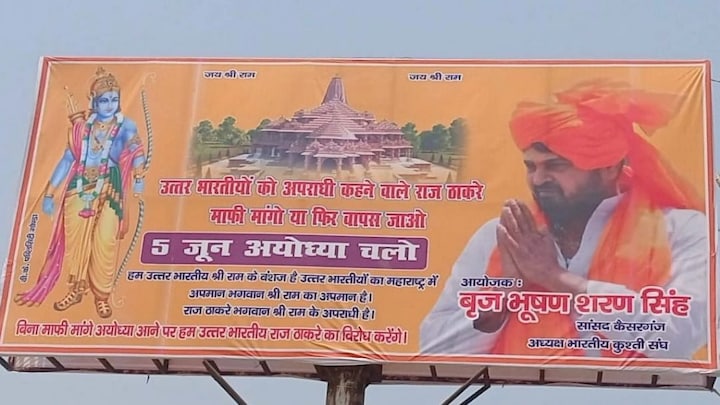 जय श्री राम
जय श्री राम
उत्तर भारतीयों को अपराधी कहने वाले राज ठाकरे
माफी मांगो या फिर वापस जाओ
5 जून अयोध्या चलो
हम उत्तर भारतीय श्री राम के वंशज है उत्तर भारतीयों का महाराष्ट्र में
अपमान भगवान श्री राम का अपमान है।
राज ठाकरे भगवान श्री राम के अपराधी है।
बिना माफी मांगे अयोध्या आने पर हम उत्तर भारतीय राज ठाकरे का विरोध करेंगे।
आयोजक :
बृज भूषण शरण सिंह
सांसद कैसरगंज
अध्यक्ष भारतीय कुश्ती संघ